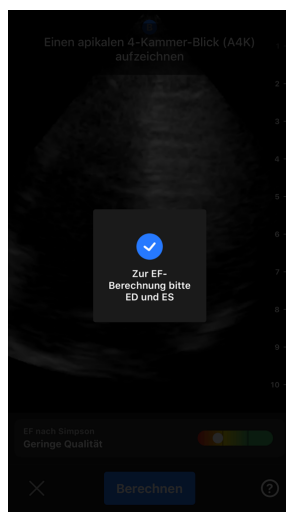 Einen apikalen 4-Kammer-Blick (A4K)
aufzeichnen
2
3
4
5
6
Zur EF-
Berechnung bitte
ED und ES
7
8
9
10
EF nach Simpson
Geringe Qualität
Berechnen
?